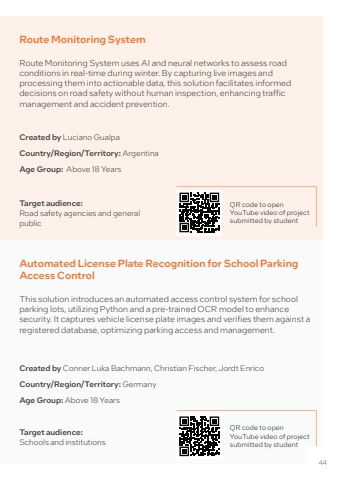 Route Monitoring System
Route Monitoring System uses AI and neural networks to assess road
conditions in real-time during winter. By capturing live images and
processing them into actionable data, this solution facilitates informed
decisions on road safety without human inspection, enhancing traffic
management and accident prevention.
Created by Luciano Gualpa
Country/Region/Territory: Argentina
Age Group: Above 18 Years
Target audience:
Road safety agencies and general
public
QR code to open
YouTube video of project
submitted by student
Automated License Plate Recognition for School Parking
Access Control
This solution introduces an automated access control system for school
parking lots, utilizing Python and a pre-trained OCR model to enhance
security. It captures vehicle license plate images and verifies them against a
registered database, optimizing parking access and management.
Created by Conner Luka Bachmann, Christian Fischer, Jordt Enrico
Country/Region/Territory: Germany
Age Group: Above 18 Years
Target audience:
Schools and institutions
QR code to open
YouTube video of project
submitted by student
44